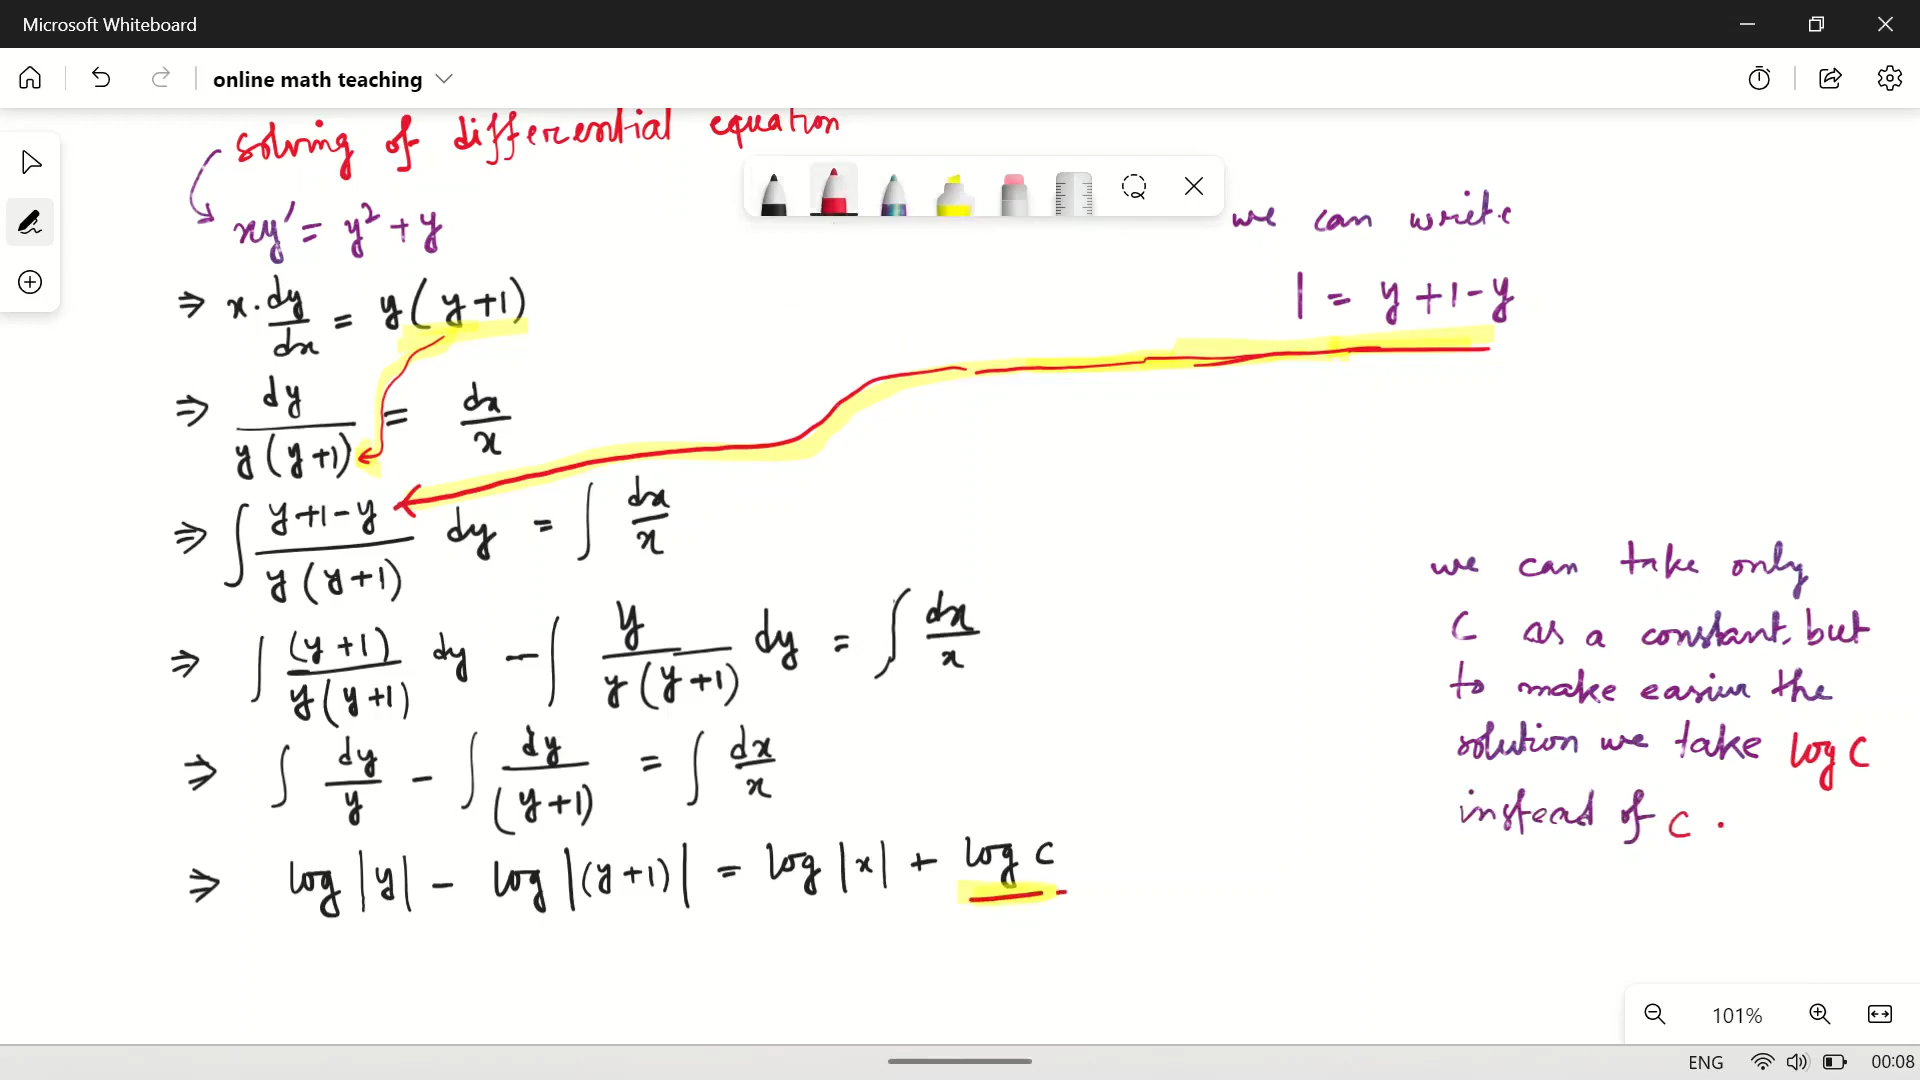 Microsoft Whiteboard
online math teaching
solving of differential equation
xy' = y² + y
we can write
1 = y+1-y
⇒ x. dy/dx = y(y+1)
⇒ dy/y(y+1) = dx/x
⇒ ∫ y+1-y/y(y+1) dy = ∫ dx/x
⇒ ∫ (y+1)/y(y+1) dy - ∫ y/y(y+1) dy = ∫ dx/x
⇒ ∫ dy/y - ∫ dy/(y+1) = ∫ dx/x
⇒ log|y| - log|(y+1)| = log|x| + log c
we can take only
C as a constant, but
to make easier the
solution we take log C
instead of C .
101%
ENG 00:08